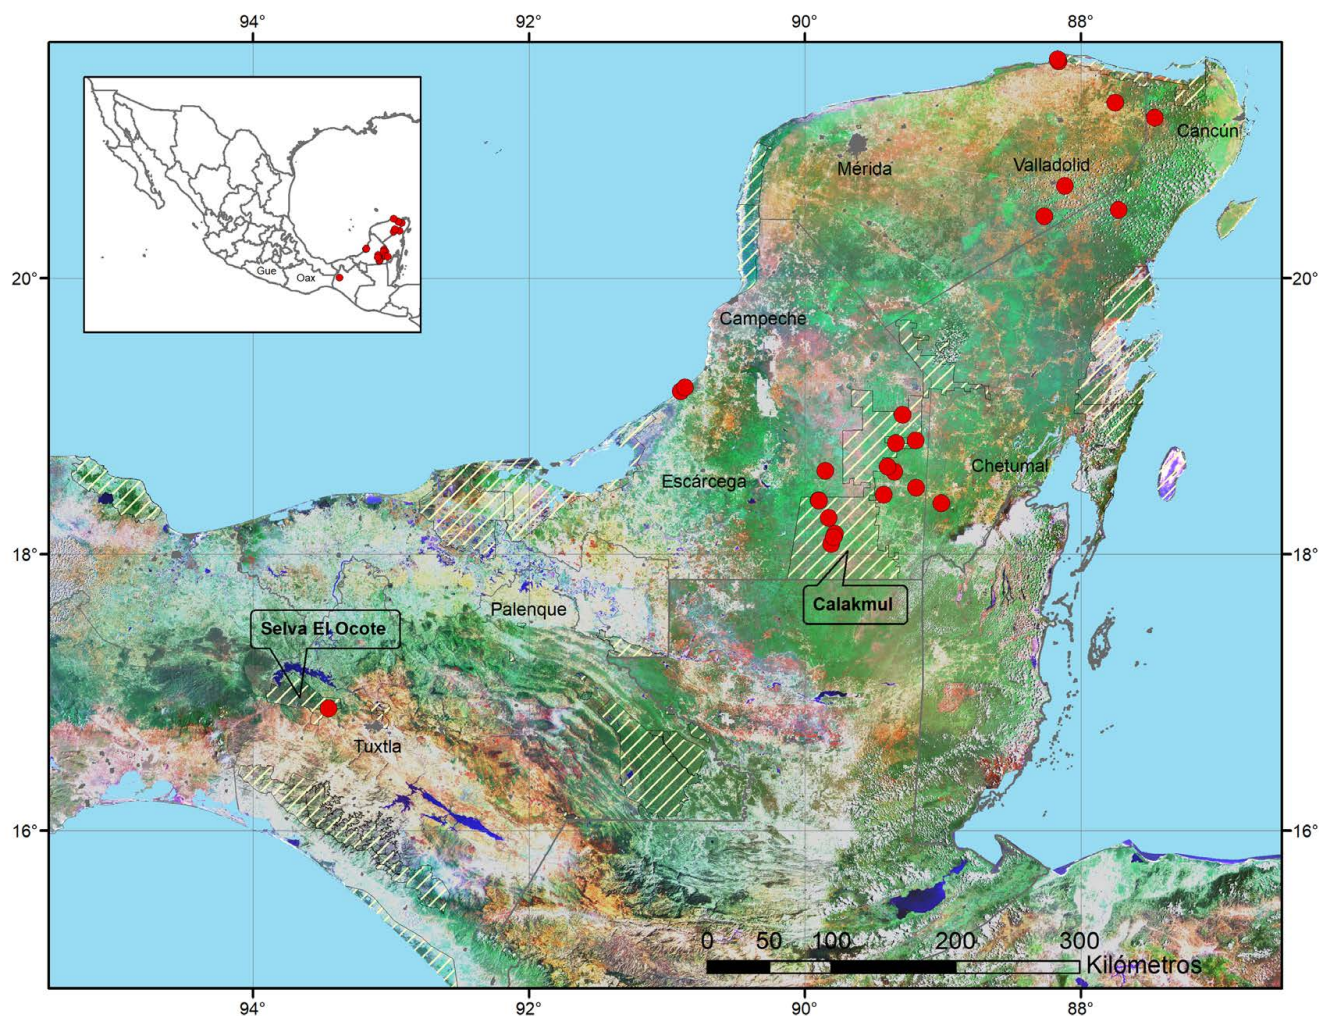 94° 92° 90° 88°
Cancún
Valladolid
Mérida
Gue Oax
20° 20°
Campeche
Chetumal
Escárcega
18° 18°
Calakmul
Palenque
Selva El Ocote
Tuxtla
16° 16°
0 50 100 200 300
Kilómetros
94° 92° 90° 88°